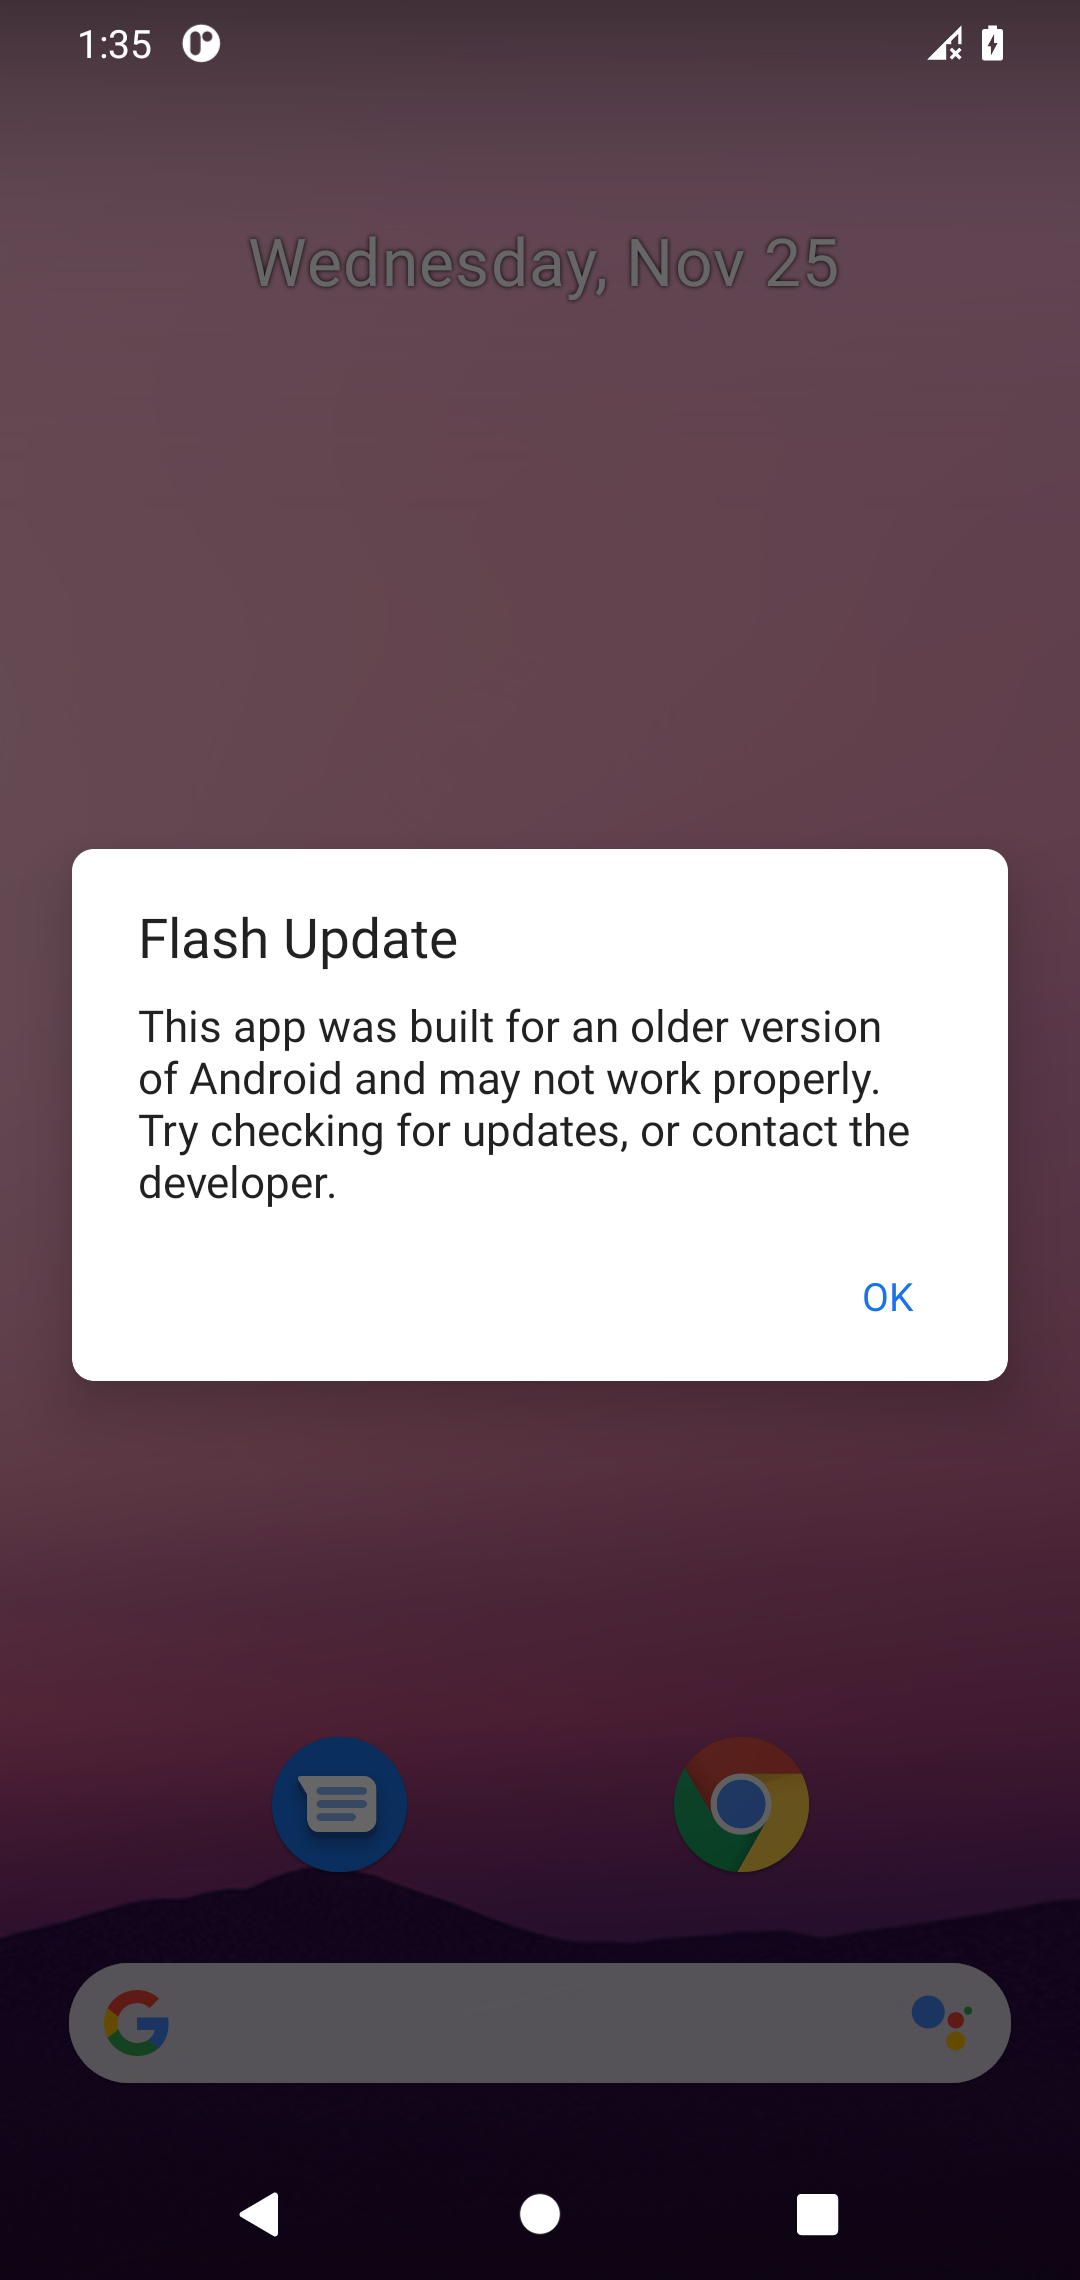 1:35
Wednesday, Nov 25
Flash Update
This app was built for an older version
of Android and may not work properly.
Try checking for updates, or contact the
developer.
OK